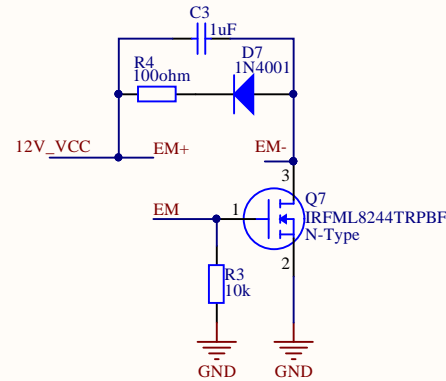 C3
1uF
R4
100ohm
D7
1N4001
12V_VCC
EM+
EM-
3
Q7
IRFML8244TRPBF
N-Type
EM
1
2
R3
10k
GND
GND